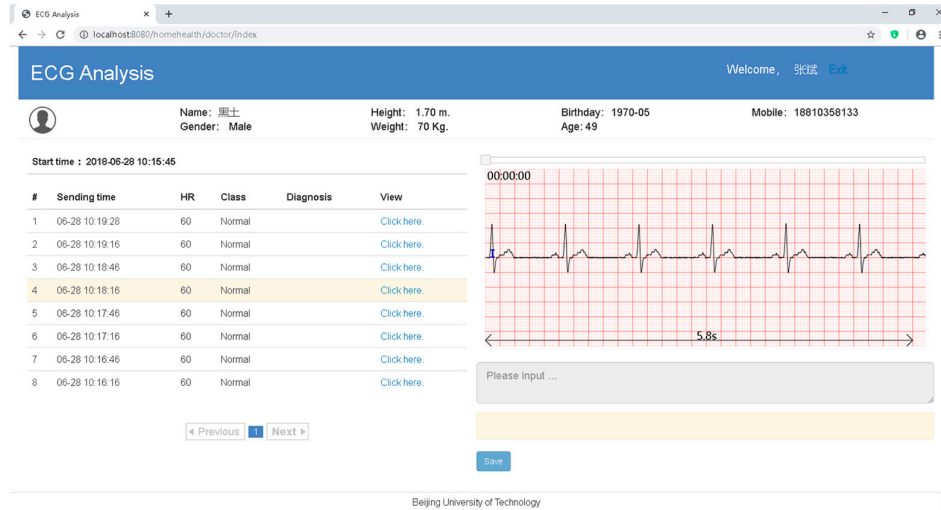 ECG Analysis
localhost:8080/homehealth/doctor/index
ECG Analysis
Welcome, 张斌 Exit
Name: 黑土
Gender: Male
Height: 1.70 m.
Weight: 70 Kg.
Birthday: 1970-05
Age: 49
Mobile: 18810358133
Start time : 2018-06-28 10:15:45
# Sending time HR Class Diagnosis View
1 06-28 10:19:28 60 Normal Click here.
2 06-28 10:19:16 60 Normal Click here.
3 06-28 10:18:46 60 Normal Click here.
4 06-28 10:18:16 60 Normal Click here.
5 06-28 10:17:46 60 Normal Click here.
6 06-28 10:17:16 60 Normal Click here.
7 06-28 10:16:46 60 Normal Click here.
8 06-28 10:16:16 60 Normal Click here.
Previous 1 Next
00:00:00
I
5.8s
Please input ...
Save
Beijing University of Technology